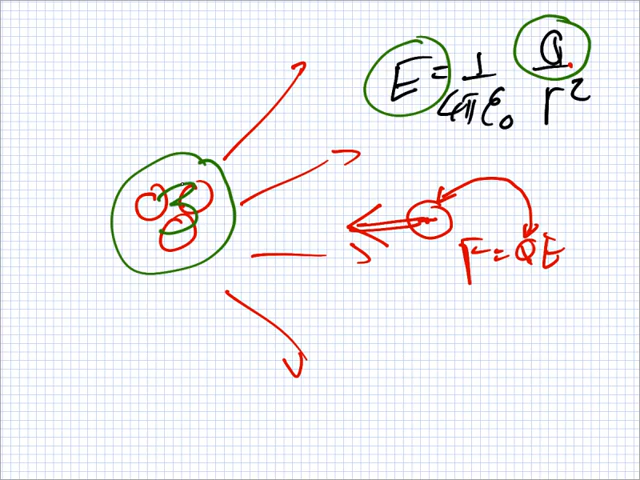 E = 1/4πε₀ Q/r²
F = QE